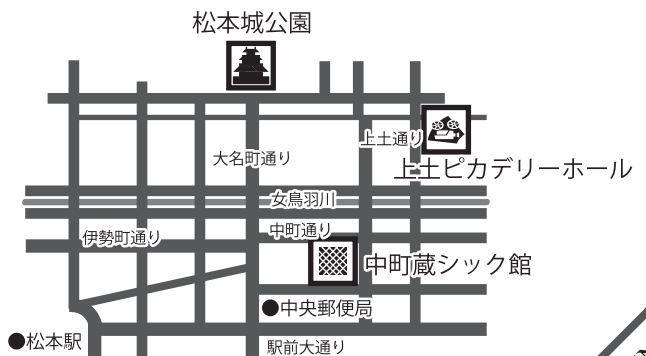 松本城公園
上土通り
大名町通り
上土ピカデリーホール
女鳥羽川
中町通り
伊勢町通り
中町蔵シック館
●中央郵便局
●松本駅
駅前大通り